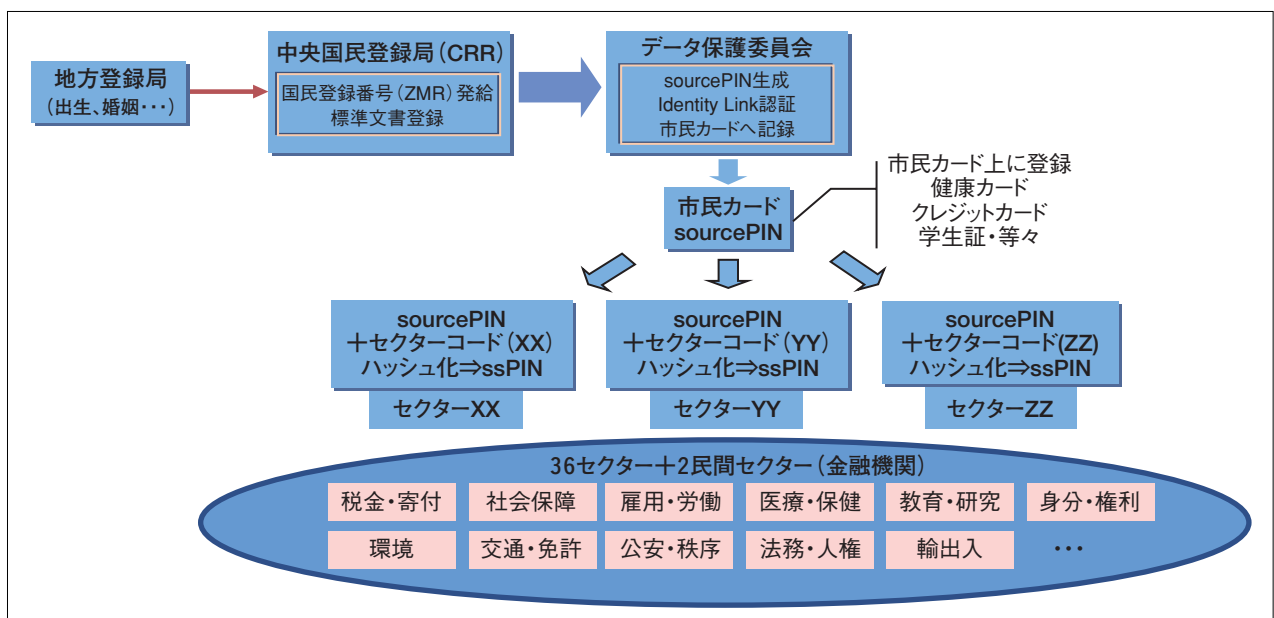 地方登録局
（出生、婚姻・・・）
中央国民登録局（CRR）
国民登録番号（ZMR）発給
標準文書登録
データ保護委員会
sourcePIN生成
Identity Link認証
市民カードへ記録
市民カード
sourcePIN
市民カード上に登録
健康カード
クレジットカード
学生証・等々
sourcePIN
＋セクターコード（XX）
ハッシュ化⇒ssPIN
セクターXX
sourcePIN
＋セクターコード（YY）
ハッシュ化⇒ssPIN
セクターYY
sourcePIN
＋セクターコード(ZZ)
ハッシュ化⇒ssPIN
セクターZZ
36セクター＋2民間セクター（金融機関）
税金・寄付 社会保障 雇用・労働 医療・保健 教育・研究 身分・権利
環境 交通・免許 公安・秩序 法務・人権 輸出入 ・・・